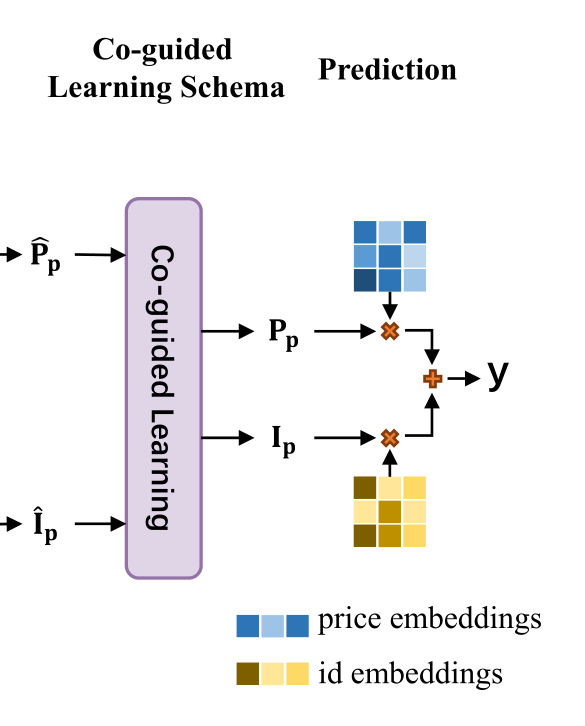 Co-guided
Learning Schema
Prediction
P̂p
Co-guided Learning
Pp
y
Ip
Îp
price embeddings
id embeddings